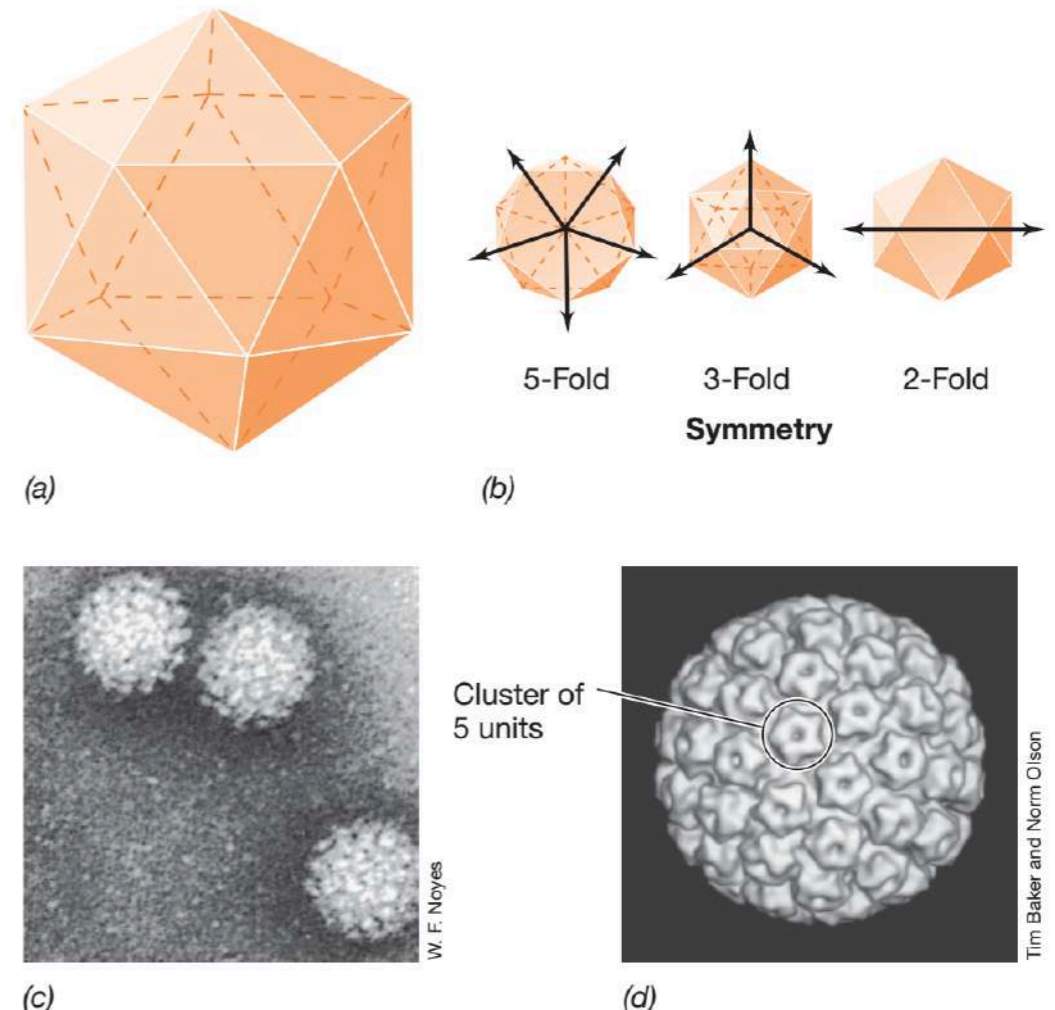 5-Fold
3-Fold
2-Fold
Symmetry
(a)
(b)
Cluster of
5 units
W. F. Noyes
Tim Baker and Norm Olson
(c)
(d)